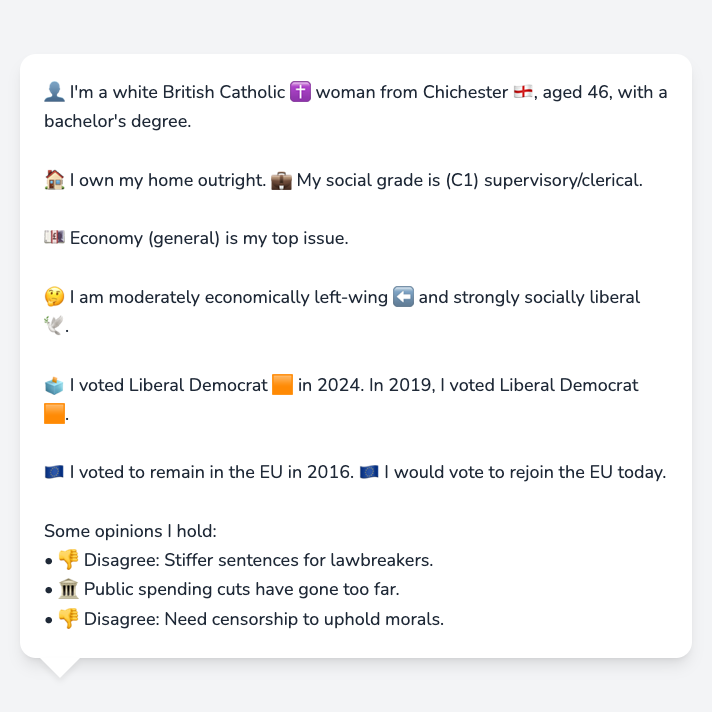 👤 I'm a white British Catholic ✝️ woman from Chichester 🏴󠁧󠁢󠁥󠁮󠁧󠁿, aged 46, with a
bachelor's degree.
🏠 I own my home outright. 💼 My social grade is (C1) supervisory/clerical.
💷 Economy (general) is my top issue.
🤔 I am moderately economically left-wing ⬅️ and strongly socially liberal
🕊️.
🗳️ I voted Liberal Democrat 🟧 in 2024. In 2019, I voted Liberal Democrat
🟧.
🇪🇺 I voted to remain in the EU in 2016. 🇪🇺 I would vote to rejoin the EU today.
Some opinions I hold:
• 👎 Disagree: Stiffer sentences for lawbreakers.
• 🏛️ Public spending cuts have gone too far.
• 👎 Disagree: Need censorship to uphold morals.